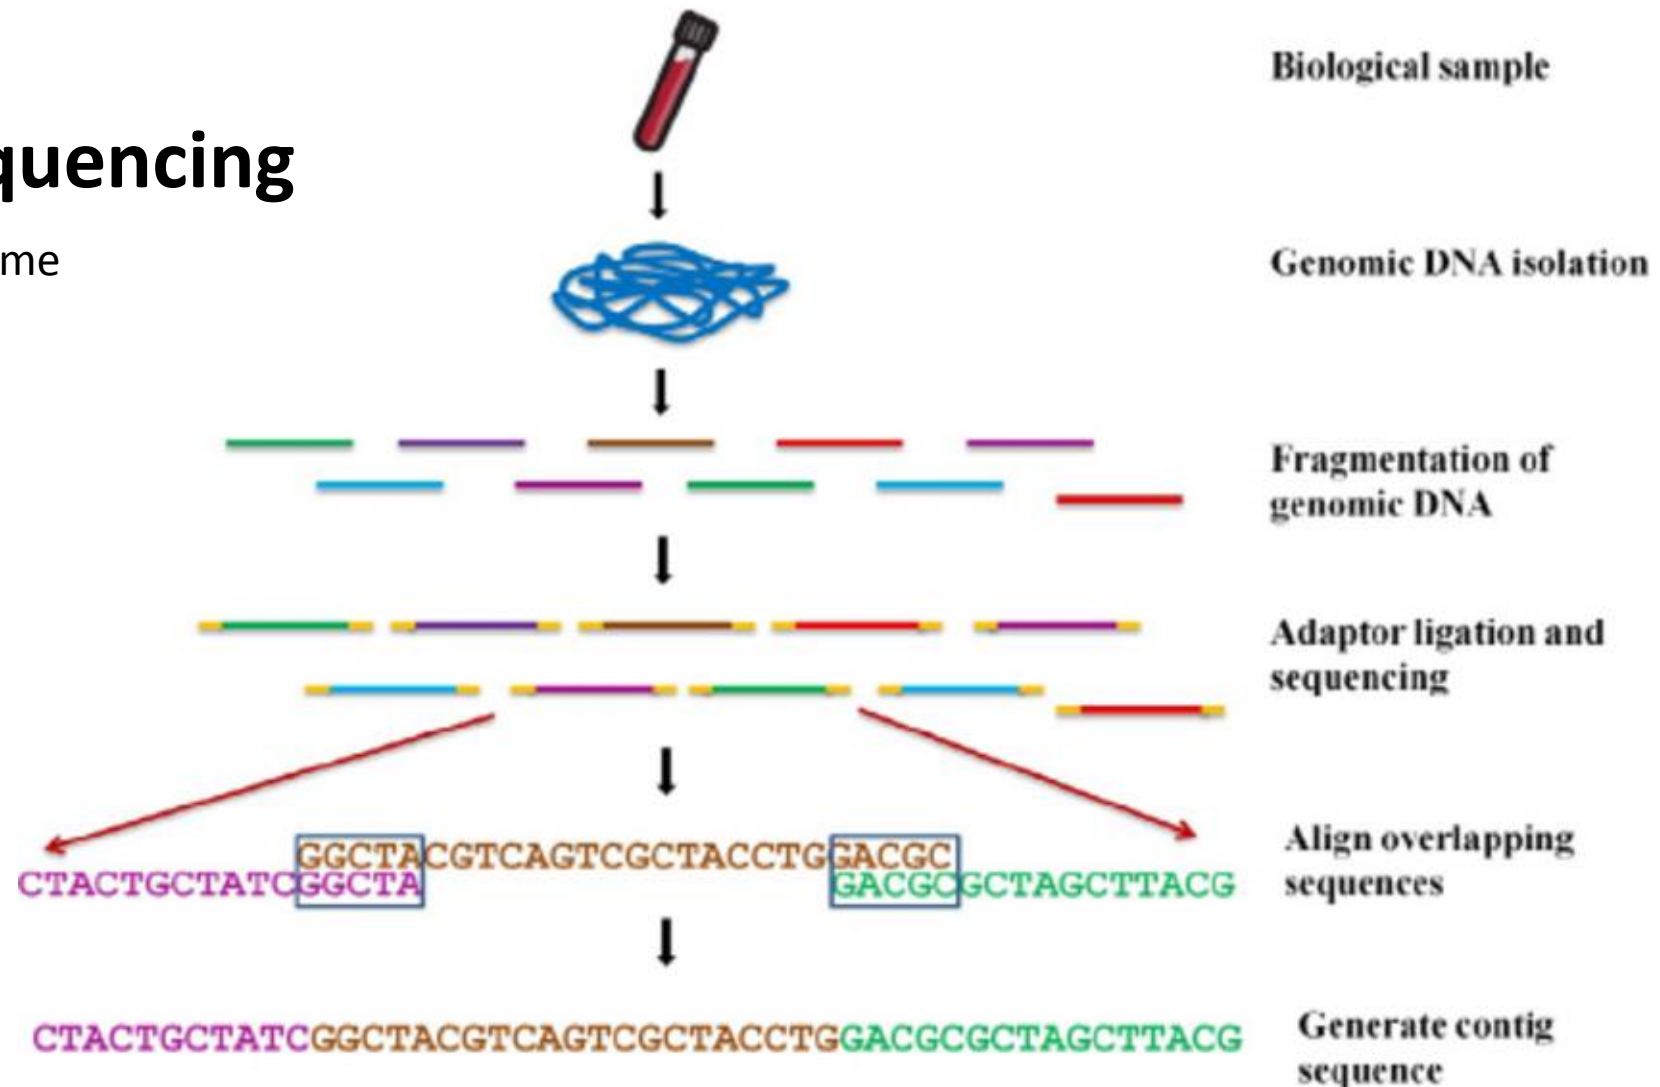 Biological sample
quencing
me
Genomic DNA isolation
Fragmentation of
genomic DNA
Adaptor ligation and
sequencing
GGCTACGTCAGTCGCTACCTGGACGC
CTACTGCTATCGGCTA
GACGCGCTAGCTTACG
Align overlapping
sequences
CTACTGCTATCGGCTACGTCAGTCGCTACCTGGACGCGCTAGCTTACG
Generate contig
sequence